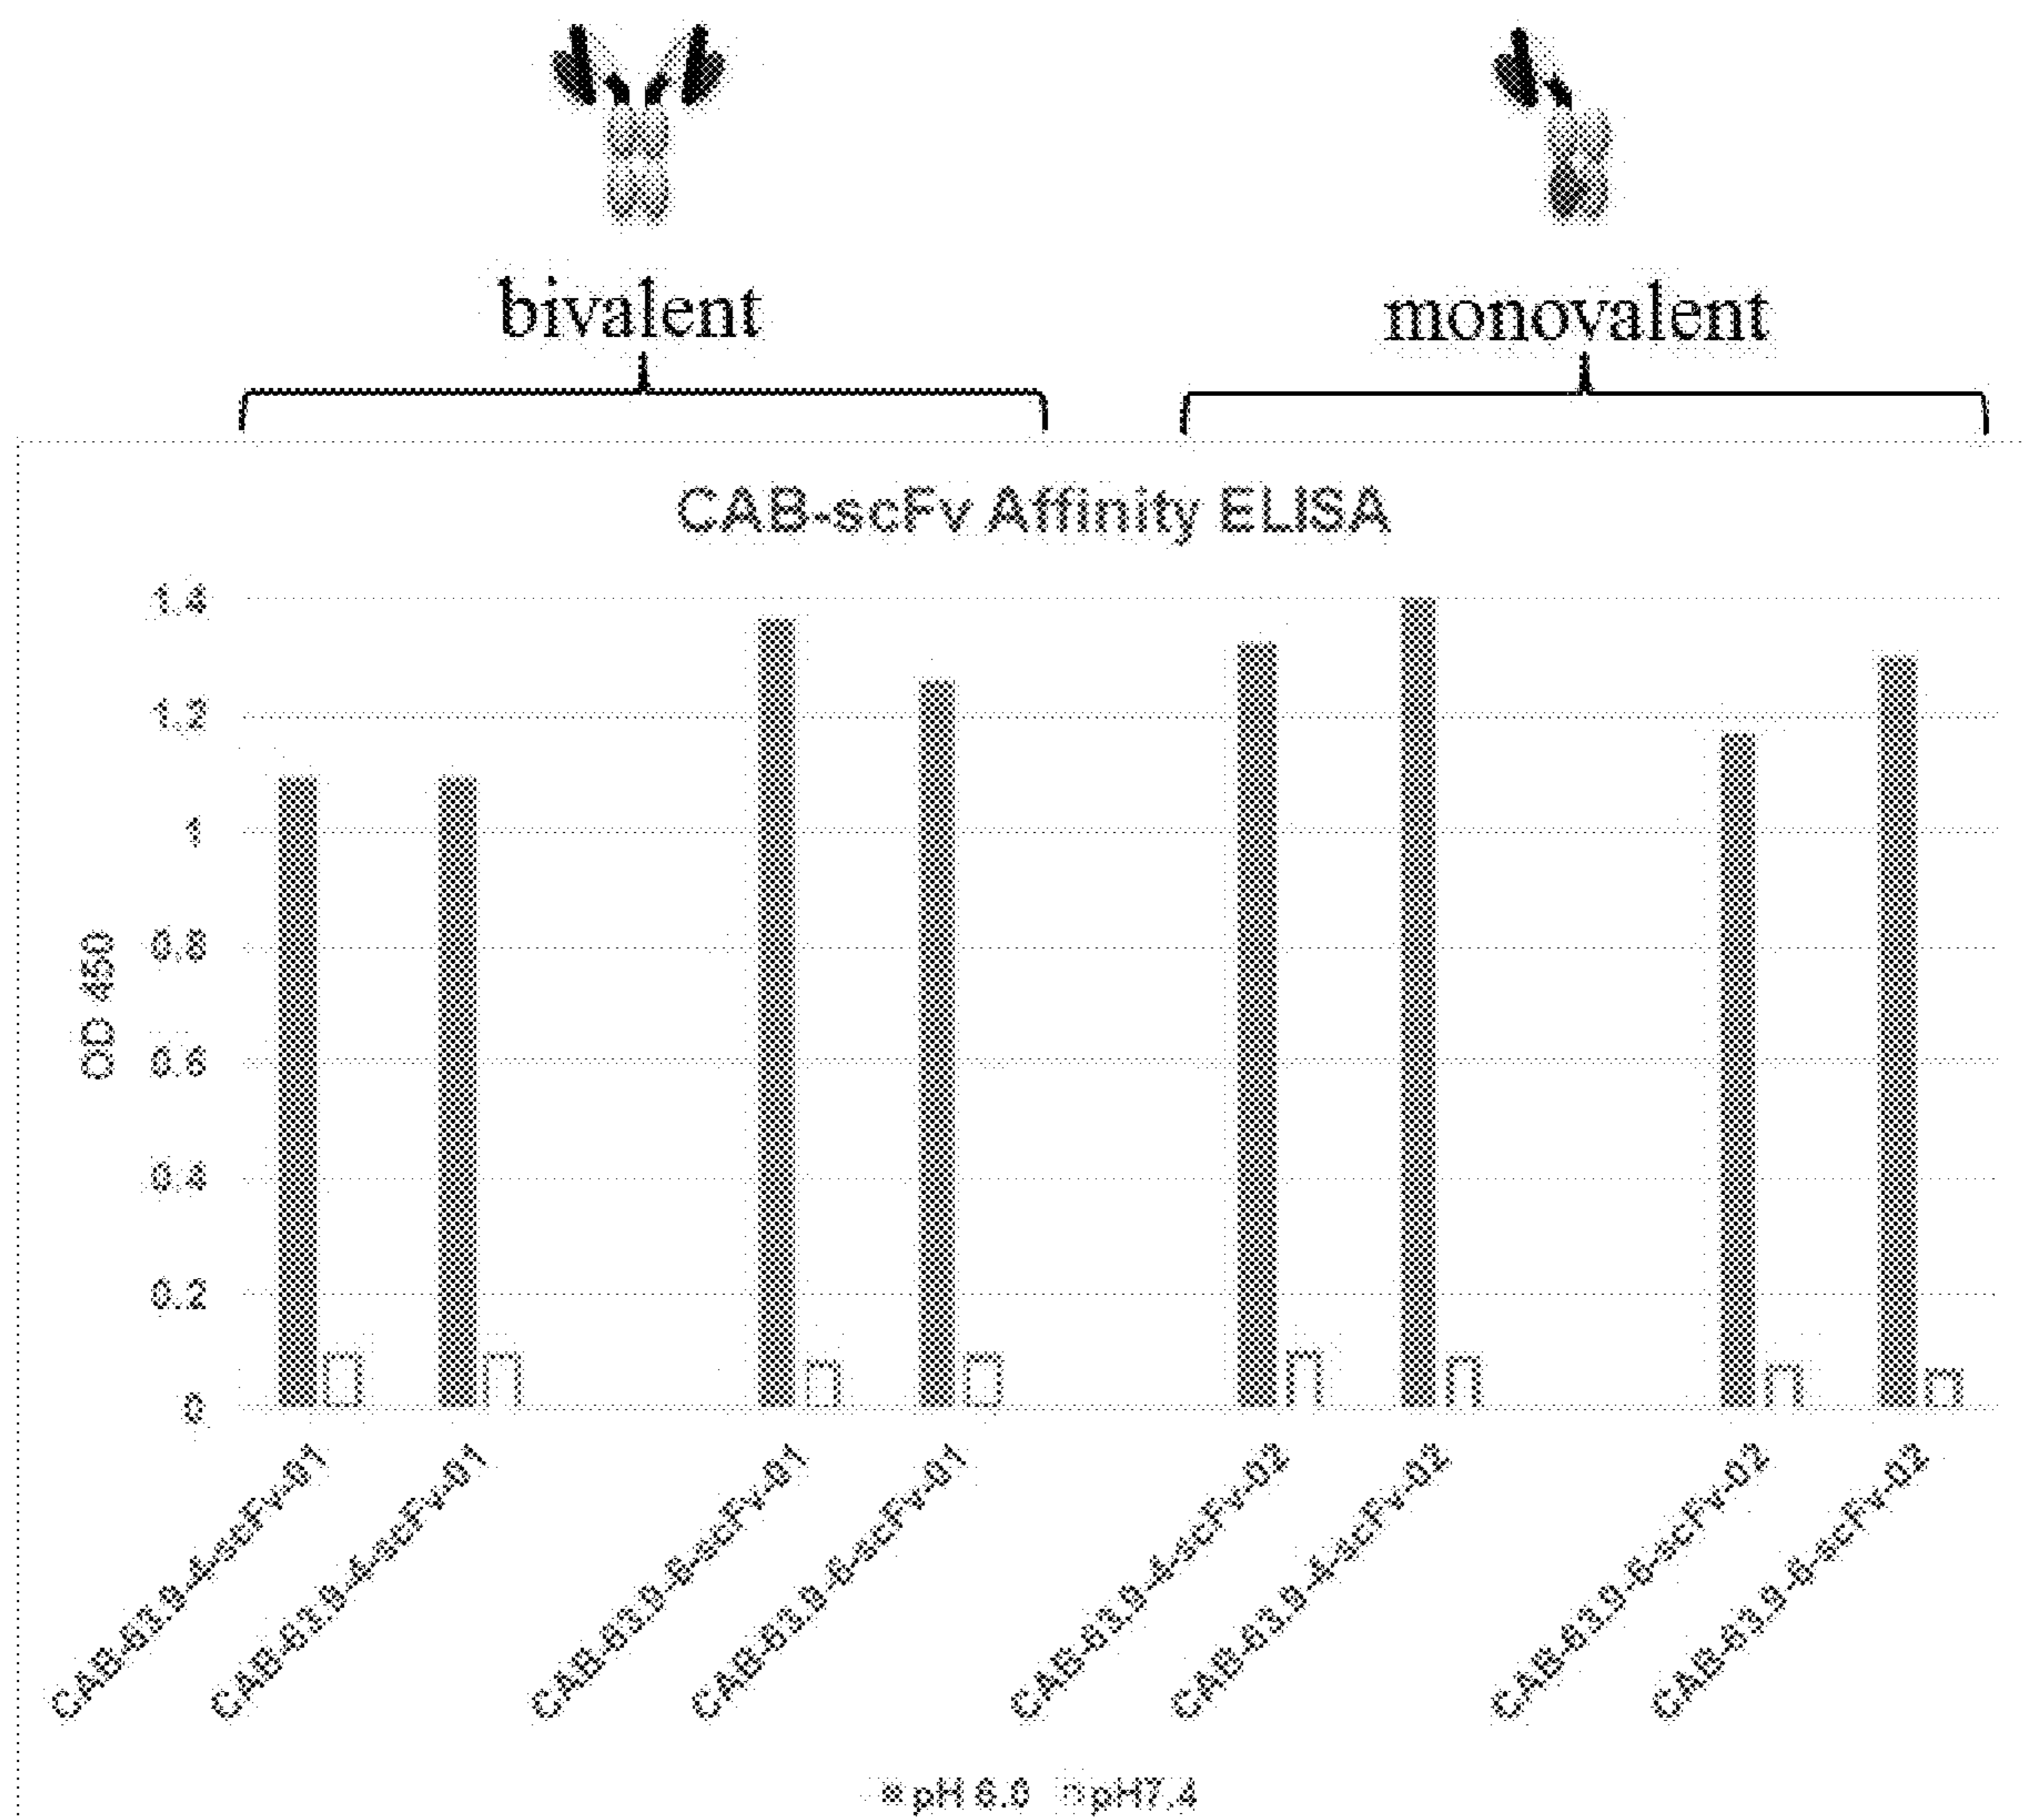 bivalent
monovalent
CAB-scFv Affinity ELISA
1.4
1.2
1
0.8
0.6
0.4
0.2
0
OD 450
CAB-63.9-4-scFv-01
CAB-63.9-4-scFv-01
CAB-63.9-6-scFv-01
CAB-63.9-6-scFv-01
CAB-63.9-4-scFv-02
CAB-63.9-4-scFv-02
CAB-63.9-6-scFv-02
CAB-63.9-6-scFv-02
pH 6.0 pH7.4